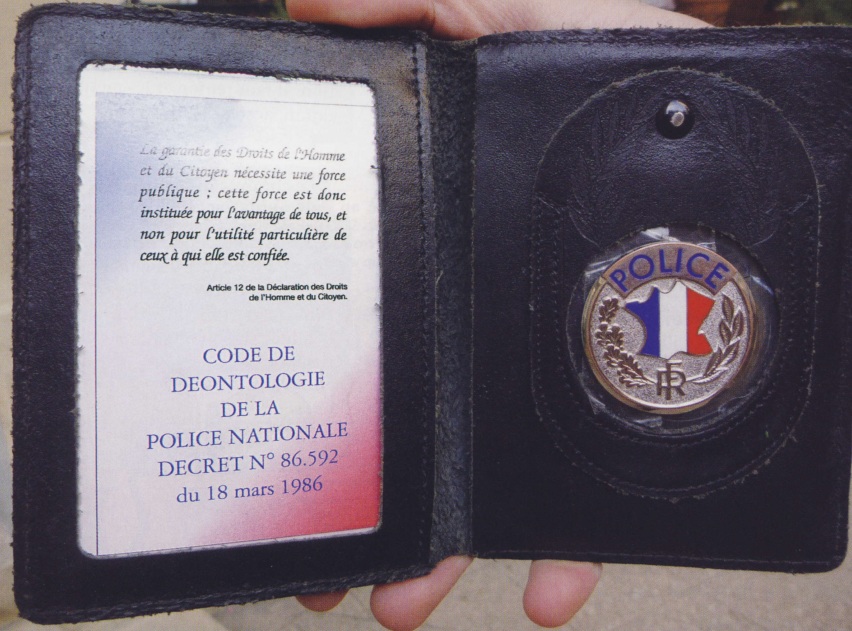 La garantie des Droits de l'Homme
et du Citoyen nécessite une force
publique ; cette force est donc
instituée pour l'avantage de tous, et
non pour l'utilité particulière de
ceux à qui elle est confiée.
Article 12 de la Déclaration des Droits
de l'Homme et du Citoyen.
CODE DE
DEONTOLOGIE
DE LA
POLICE NATIONALE
DECRET N° 86.592
du 18 mars 1986
POLICE
RF